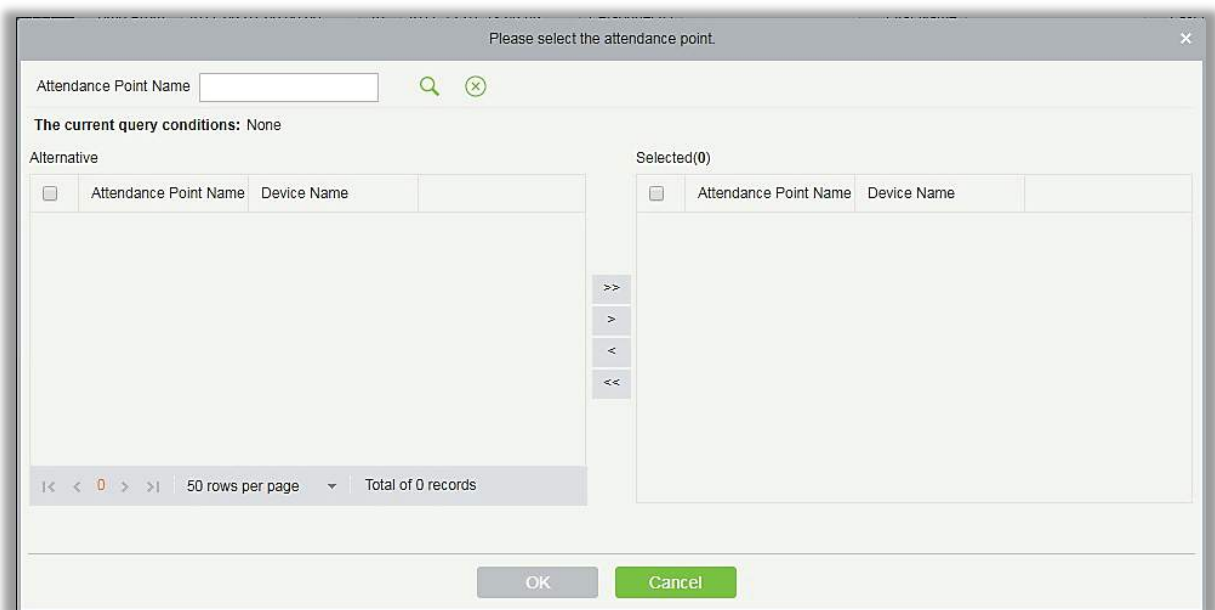 Please select the attendance point.
×
Attendance Point Name
The current query conditions: None
Alternative
Selected(0)
Attendance Point Name Device Name
Attendance Point Name Device Name
>>
>
<
<<
|< < 0 > >| 50 rows per page Total of 0 records
OK Cancel